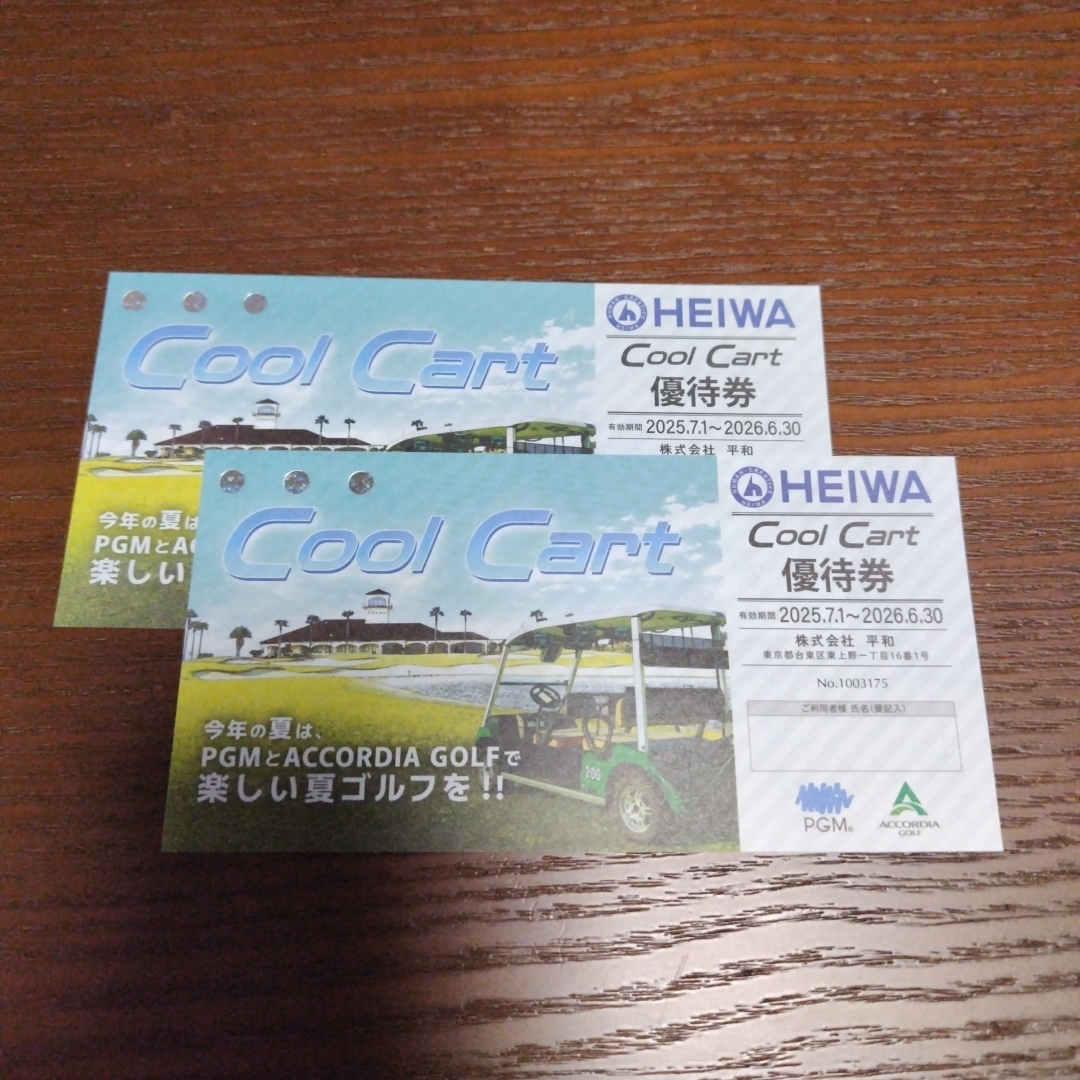 Cool Cart
今年の夏は
PGMとAC
楽しい
HEIWA
Cool Cart
優待券
有効期間 2025.7.1～2026.6.30
株式会社 平和
Cool Cart
今年の夏は、
PGMとACCORDIA GOLFで
楽しい夏ゴルフを!!
200
HEIWA
Cool Cart
優待券
有効期間 2025.7.1～2026.6.30
株式会社 平和
東京都台東区東上野一丁目16番1号
No.1003175
ご利用者様 氏名(要記入)
PGM®
ACCORDIA
GOLF